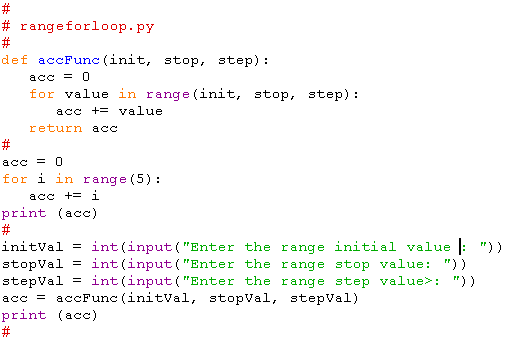 #
# rangeforloop.py
#
def accFunc(init, stop, step):
    acc = 0
    for value in range(init, stop, step):
        acc += value
    return acc
#
acc = 0
for i in range(5):
    acc += i
print (acc)
#
initVal = int(input("Enter the range initial value : "))
stopVal = int(input("Enter the range stop value: "))
stepVal = int(input("Enter the range step value>: "))
acc = accFunc(initVal, stopVal, stepVal)
print (acc)
#